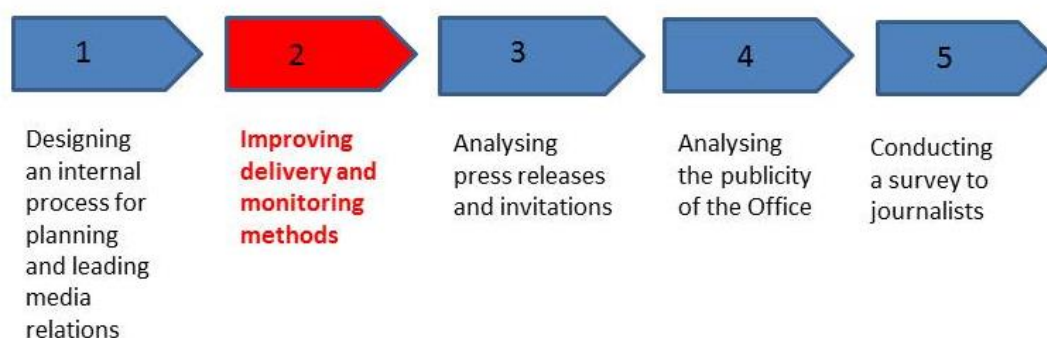 1
Designing
an internal
process for
planning
and leading
media
relations
2
Improving
delivery and
monitoring
methods
3
Analysing
press releases
and invitations
4
Analysing
the publicity
of the Office
5
Conducting
a survey to
journalists